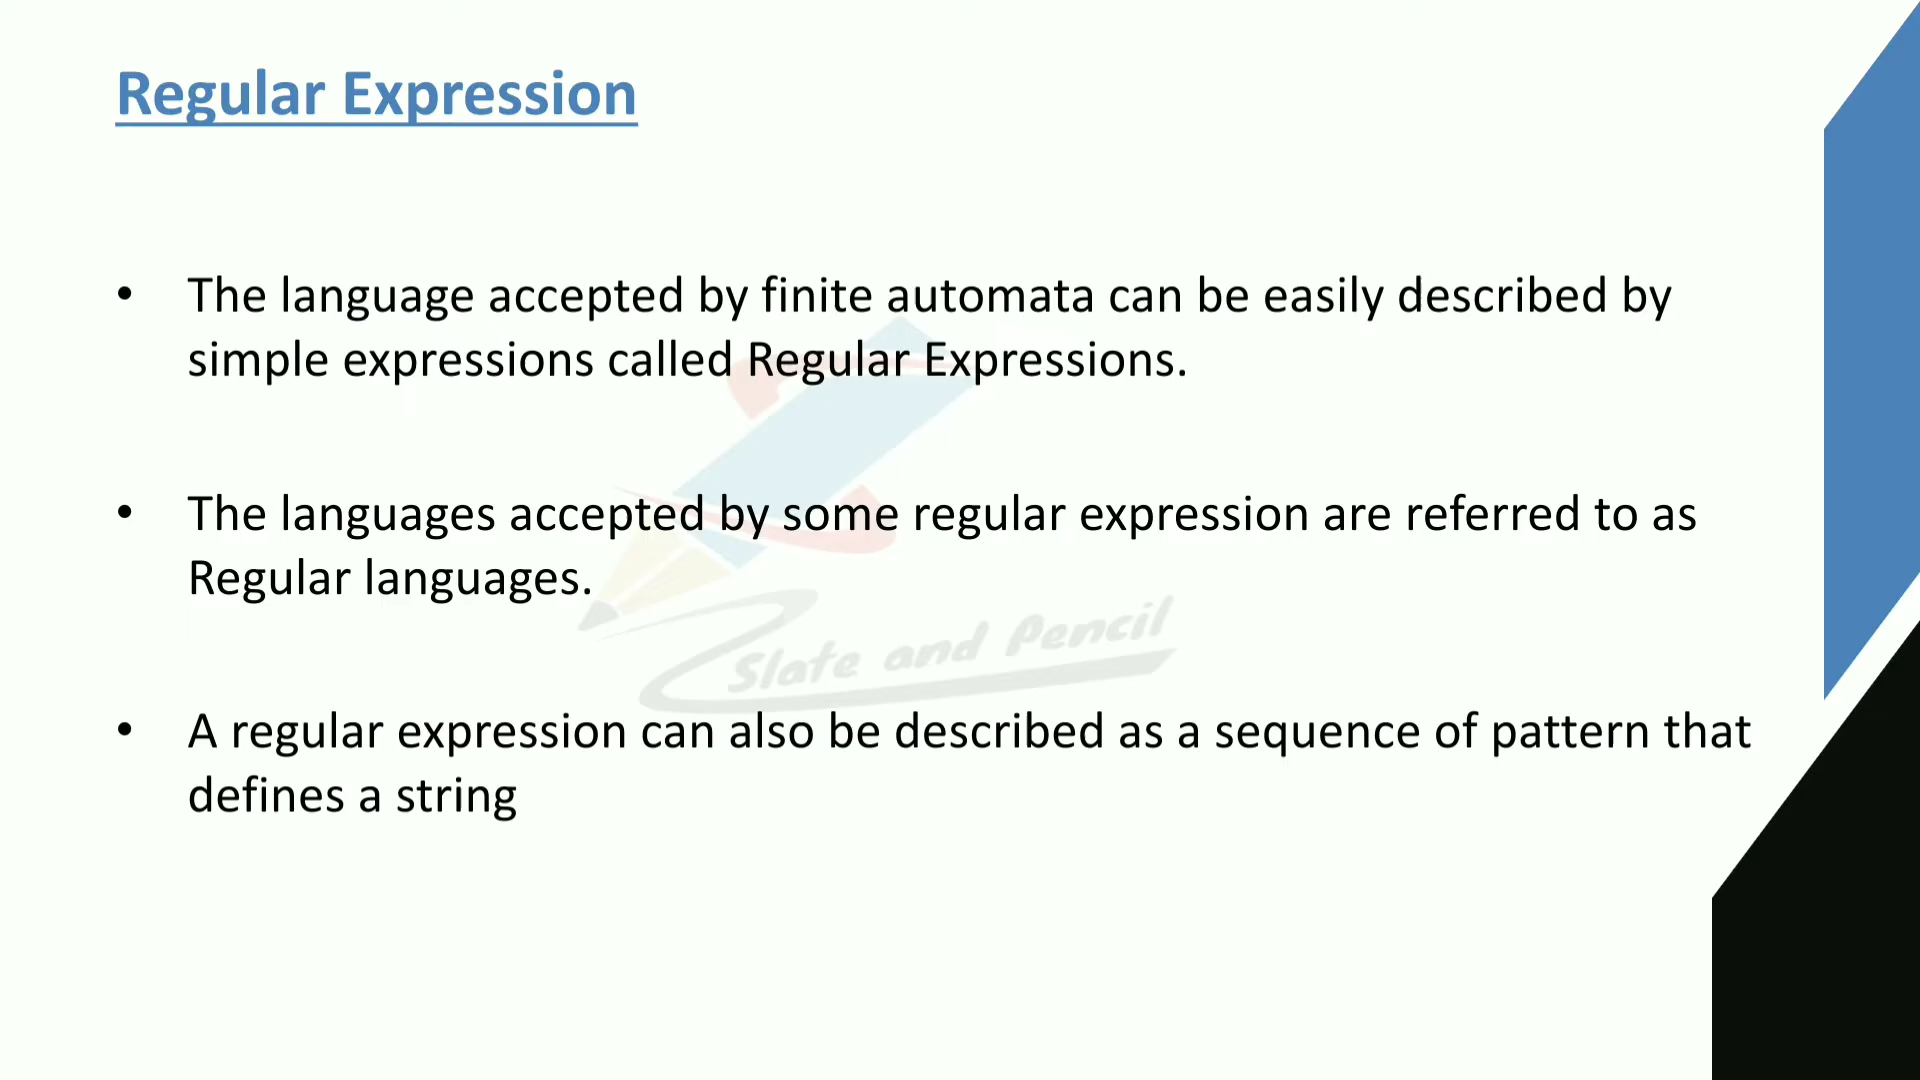 Regular Expression
• The language accepted by finite automata can be easily described by
simple expressions called Regular Expressions.
• The languages accepted by some regular expression are referred to as
Regular languages.
Slate and Pencil
• A regular expression can also be described as a sequence of pattern that
defines a string